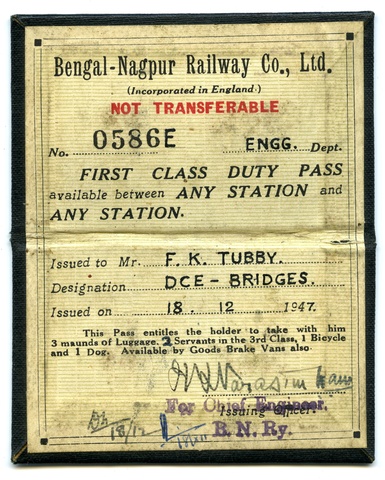 Bengal-Nagpur Railway Co., Ltd.
(Incorporated in England.)
NOT TRANSFERABLE
No. 0586E ENGG. Dept.
FIRST CLASS DUTY PASS
available between ANY STATION and
ANY STATION.
Issued to Mr. F. K. TUBBY.
Designation DCE - BRIDGES.
Issued on 18. 12 1947.
This Pass entitles the holder to take with him
3 maunds of Luggage, 2 Servants in the 3rd Class, 1 Bicycle
and 1 Dog. Available by Goods Brake Vans also.
For Chief Engineer,
Issuing Officer.
B. N. Ry.
18/12